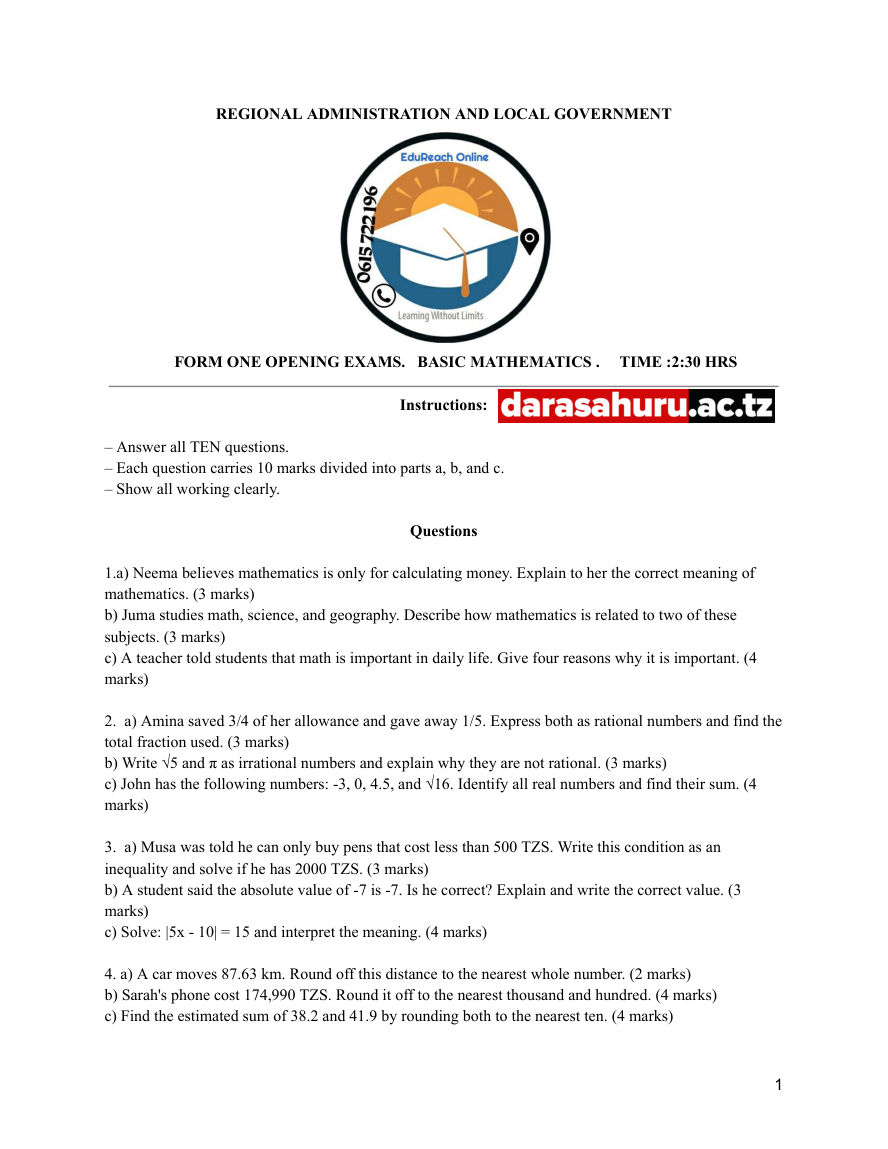 REGIONAL ADMINISTRATION AND LOCAL GOVERNMENT
EduReach Online
0615 722 196
Learning Without Limits
FORM ONE OPENING EXAMS. BASIC MATHEMATICS . TIME :2:30 HRS
Instructions: darasahuru.ac.tz
– Answer all TEN questions.
– Each question carries 10 marks divided into parts a, b, and c.
– Show all working clearly.
Questions
1.a) Neema believes mathematics is only for calculating money. Explain to her the correct meaning of
mathematics. (3 marks)
b) Juma studies math, science, and geography. Describe how mathematics is related to two of these
subjects. (3 marks)
c) A teacher told students that math is important in daily life. Give four reasons why it is important. (4
marks)
2. a) Amina saved 3/4 of her allowance and gave away 1/5. Express both as rational numbers and find the
total fraction used. (3 marks)
b) Write √5 and π as irrational numbers and explain why they are not rational. (3 marks)
c) John has the following numbers: -3, 0, 4.5, and √16. Identify all real numbers and find their sum. (4
marks)
3. a) Musa was told he can only buy pens that cost less than 500 TZS. Write this condition as an
inequality and solve if he has 2000 TZS. (3 marks)
b) A student said the absolute value of -7 is -7. Is he correct? Explain and write the correct value. (3
marks)
c) Solve: |5x - 10| = 15 and interpret the meaning. (4 marks)
4. a) A car moves 87.63 km. Round off this distance to the nearest whole number. (2 marks)
b) Sarah's phone cost 174,990 TZS. Round it off to the nearest thousand and hundred. (4 marks)
c) Find the estimated sum of 38.2 and 41.9 by rounding both to the nearest ten. (4 marks)
1